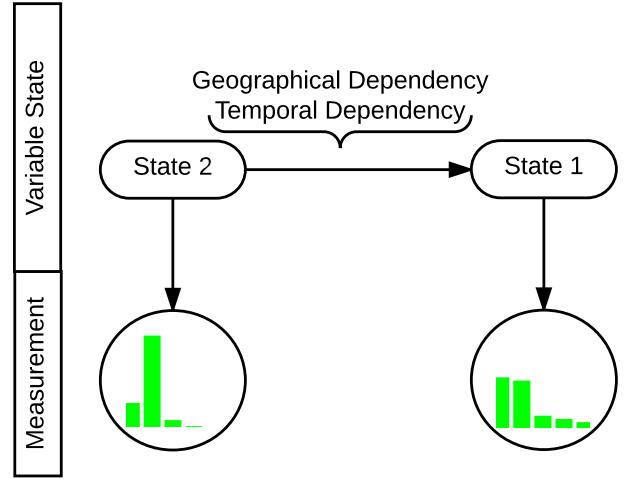 Variable State
Geographical Dependency
Temporal Dependency
State 2
State 1
Measurement